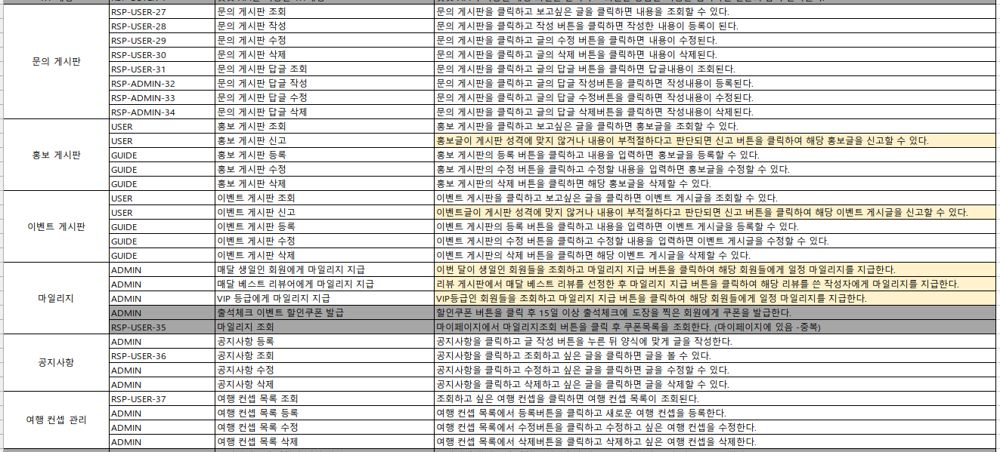 RSP-USER-27 문의 게시판 조회 문의 게시판을 클릭하고 보고싶은 글을 클릭하면 내용을 조회할 수 있다.
RSP-USER-28 문의 게시판 작성 문의 게시판을 클릭하고 작성 버튼을 클릭하면 작성한 내용이 등록이 된다.
RSP-USER-29 문의 게시판 수정 문의 게시판을 클릭하고 글의 수정 버튼을 클릭하면 내용이 수정된다.
RSP-USER-30 문의 게시판 삭제 문의 게시판을 클릭하고 글의 삭제 버튼을 클릭하면 내용이 삭제된다.
문의 게시판
RSP-USER-31 문의 게시판 답글 조회 문의 게시판을 클릭하고 글의 답글 버튼을 클릭하면 답글내용이 조회된다.
RSP-ADMIN-32 문의 게시판 답글 작성 문의 게시판을 클릭하고 글의 답글 작성버튼을 클릭하면 작성내용이 등록된다.
RSP-ADMIN-33 문의 게시판 답글 수정 문의 게시판을 클릭하고 글의 답글 수정버튼을 클릭하면 작성내용이 수정된다.
RSP-ADMIN-34 문의 게시판 답글 삭제 문의 게시판을 클릭하고 글의 답글 삭제버튼을 클릭하면 작성내용이 삭제된다.
USER 홍보 게시판 조회 홍보 게시판을 클릭하고 보고싶은 글을 클릭하면 홍보글을 조회할 수 있다.
USER 홍보 게시판 신고 홍보글이 게시판 성격에 맞지 않거나 내용이 부적절하다고 판단되면 신고 버튼을 클릭하여 해당 홍보글을 신고할 수 있다.
홍보 게시판 GUIDE 홍보 게시판 등록 홍보 게시판의 등록 버튼을 클릭하고 내용을 입력하면 홍보글을 등록할 수 있다.
GUIDE 홍보 게시판 수정 홍보 게시판의 수정 버튼을 클릭하고 수정할 내용을 입력하면 홍보글을 수정할 수 있다.
GUIDE 홍보 게시판 삭제 홍보 게시판의 삭제 버튼을 클릭하면 해당 홍보글을 삭제할 수 있다.
USER 이벤트 게시판 조회 이벤트 게시판을 클릭하고 보고싶은 글을 클릭하면 이벤트 게시글을 조회할 수 있다.
USER 이벤트 게시판 신고 이벤트글이 게시판 성격에 맞지 않거나 내용이 부적절하다고 판단되면 신고 버튼을 클릭하여 해당 이벤트 게시글을 신고할 수 있다.
이벤트 게시판 GUIDE 이벤트 게시판 등록 이벤트 게시판의 등록 버튼을 클릭하고 내용을 입력하면 이벤트 게시글을 등록할 수 있다.
GUIDE 이벤트 게시판 수정 이벤트 게시판의 수정 버튼을 클릭하고 수정할 내용을 입력하면 이벤트 게시글을 수정할 수 있다.
GUIDE 이벤트 게시판 삭제 이벤트 게시판의 삭제 버튼을 클릭하면 해당 이벤트 게시글을 삭제할 수 있다.
ADMIN 매달 생일인 회원에게 마일리지 지급 이번 달이 생일인 회원들을 조회하고 마일리지 지급 버튼을 클릭하여 해당 회원들에게 일정 마일리지를 지급한다.
ADMIN 매달 베스트 리뷰어에게 마일리지 지급 리뷰 게시판에서 매달 베스트 리뷰를 선정한 후 마일리지 지급 버튼을 클릭하여 해당 리뷰를 쓴 작성자에게 마일리지를 지급한다.
마일리지 ADMIN VIP 등급에게 마일리지 지급 VIP등급인 회원들을 조회하고 마일리지 지급 버튼을 클릭하여 해당 회원들에게 일정 마일리지를 지급한다.
ADMIN 출석체크 이벤트 할인쿠폰 발급 할인쿠폰 버튼을 클릭 후 15일 이상 출석체크에 도장을 찍은 회원에게 쿠폰을 발급한다.
RSP-USER-35 마일리지 조회 마이페이지에서 마일리지조회 버튼을 클릭 후 쿠폰목록을 조회한다. (마이페이지에 있음 -중복)
ADMIN 공지사항 등록 공지사항을 클릭하고 글 작성 버튼을 누른 뒤 양식에 맞게 글을 작성한다.
RSP-USER-36 공지사항 조회 공지사항을 클릭하고 조회하고 싶은 글을 클릭하면 글을 볼 수 있다.
공지사항
ADMIN 공지사항 수정 공지사항을 클릭하고 수정하고 싶은 글을 클릭하면 글을 수정할 수 있다.
ADMIN 공지사항 삭제 공지사항을 클릭하고 삭제하고 싶은 글을 클릭하면 글을 삭제할 수 있다.
RSP-USER-37 여행 컨셉 목록 조회 조회하고 싶은 여행 컨셉을 클릭하면 여행 컨셉 목록이 조회된다.
ADMIN 여행 컨셉 목록 등록 여행 컨셉 목록에서 등록버튼을 클릭하고 새로운 여행 컨셉을 등록한다.
여행 컨셉 관리
ADMIN 여행 컨셉 목록 수정 여행 컨셉 목록에서 수정버튼을 클릭하고 수정하고 싶은 여행 컨셉을 수정한다.
ADMIN 여행 컨셉 목록 삭제 여행 컨셉 목록에서 삭제버튼을 클릭하고 삭제하고 싶은 여행 컨셉을 삭제한다.